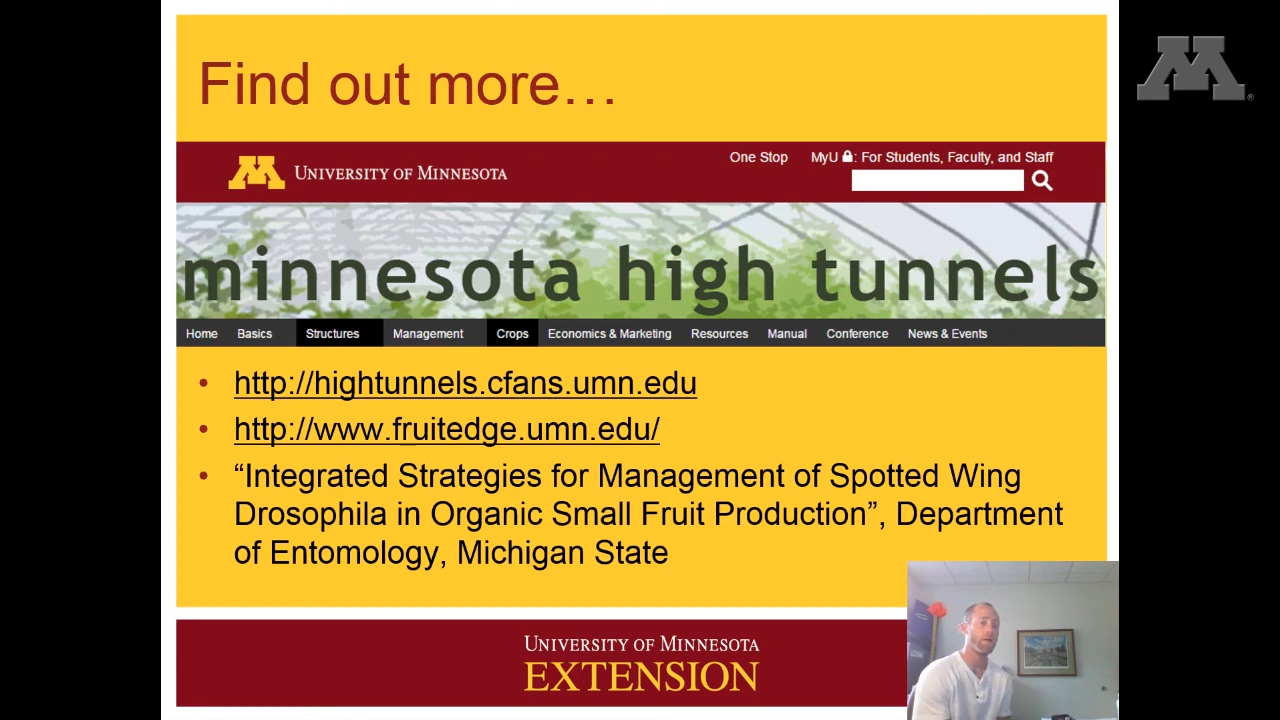 Find out more…
One Stop MyU : For Students, Faculty, and Staff
M UNIVERSITY OF MINNESOTA
minnesota high tunnels
Home Basics Structures Management Crops Economics & Marketing Resources Manual Conference News & Events
• http://hightunnels.cfans.umn.edu
• http://www.fruitedge.umn.edu/
• “Integrated Strategies for Management of Spotted Wing
Drosophila in Organic Small Fruit Production”, Department
of Entomology, Michigan State
UNIVERSITY OF MINNESOTA
EXTENSION
M®